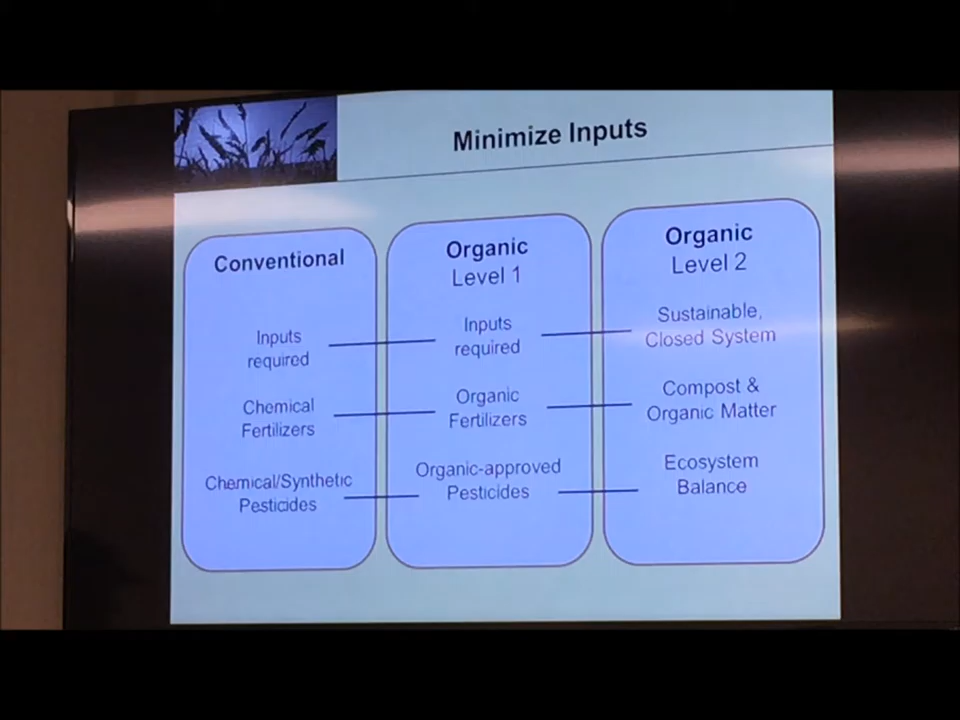 Minimize Inputs
Conventional
Inputs
required
Chemical
Fertilizers
Chemical/Synthetic
Pesticides
Organic
Level 1
Inputs
required
Organic
Fertilizers
Organic-approved
Pesticides
Organic
Level 2
Sustainable,
Closed System
Compost &
Organic Matter
Ecosystem
Balance